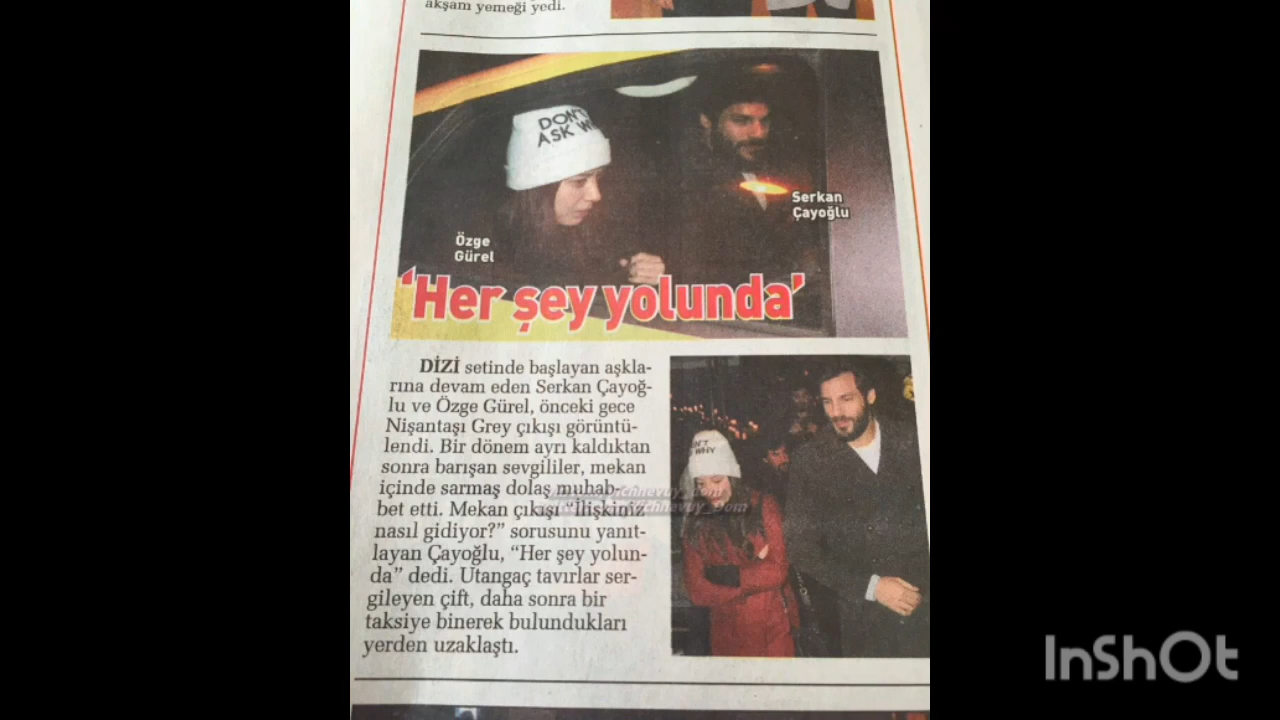 akşam yemeği yedi.
DON'T
ASK
Serkan
Çayoğlu
Özge
Gürel
'Her şey yolunda'
DİZİ setinde başlayan aşkla-
rına devam eden Serkan Çayoğ-
lu ve Özge Gürel, önceki gece
Nişantaşı Grey çıkışı görüntü-
lendi. Bir dönem ayrı kaldıktan
sonra barışan sevgililer, mekan
içinde sarmaş dolaş muhab-
bet etti. Mekan çıkışı "İlişkiniz
nasıl gidiyor?" sorusunu yanıt-
layan Çayoğlu, "Her şey yolun-
da" dedi. Utangaç tavırlar ser-
gileyen çift, daha sonra bir
taksiye binerek bulundukları
yerden uzaklaştı.
WHY
InShOt